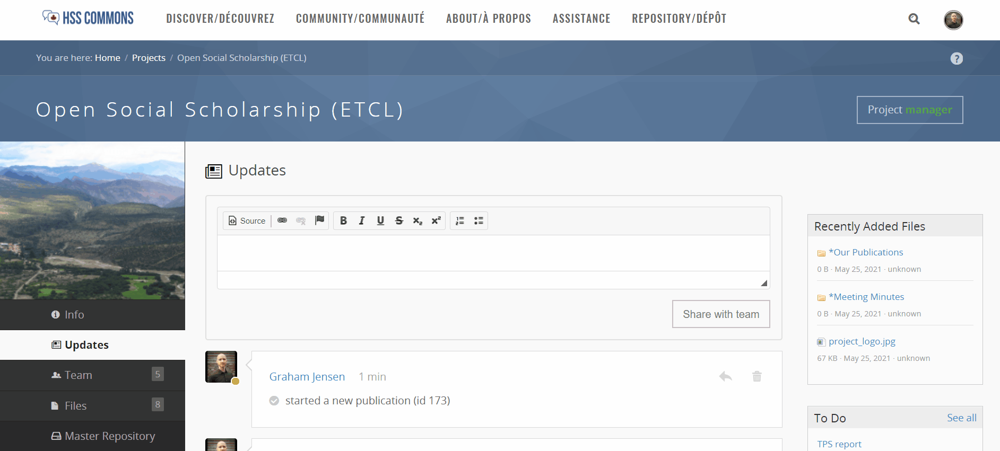 HSS COMMONS
DISCOVER/DÉCOUVREZ
COMMUNITY/COMMUNAUTÉ
ABOUT/À PROPOS
ASSISTANCE
REPOSITORY/DÉPÔT
You are here: Home / Projects / Open Social Scholarship (ETCL)
?
Open Social Scholarship (ETCL)
Project manager
Info
Updates
Team 5
Files 8
Master Repository
Updates
Source B I U S x₂ x²
Share with team
Graham Jensen 1 min
started a new publication (id 173)
Recently Added Files
*Our Publications
0 B · May 25, 2021 · unknown
*Meeting Minutes
0 B · May 25, 2021 · unknown
project_logo.jpg
67 KB · May 25, 2021 · unknown
To Do See all
TPS report